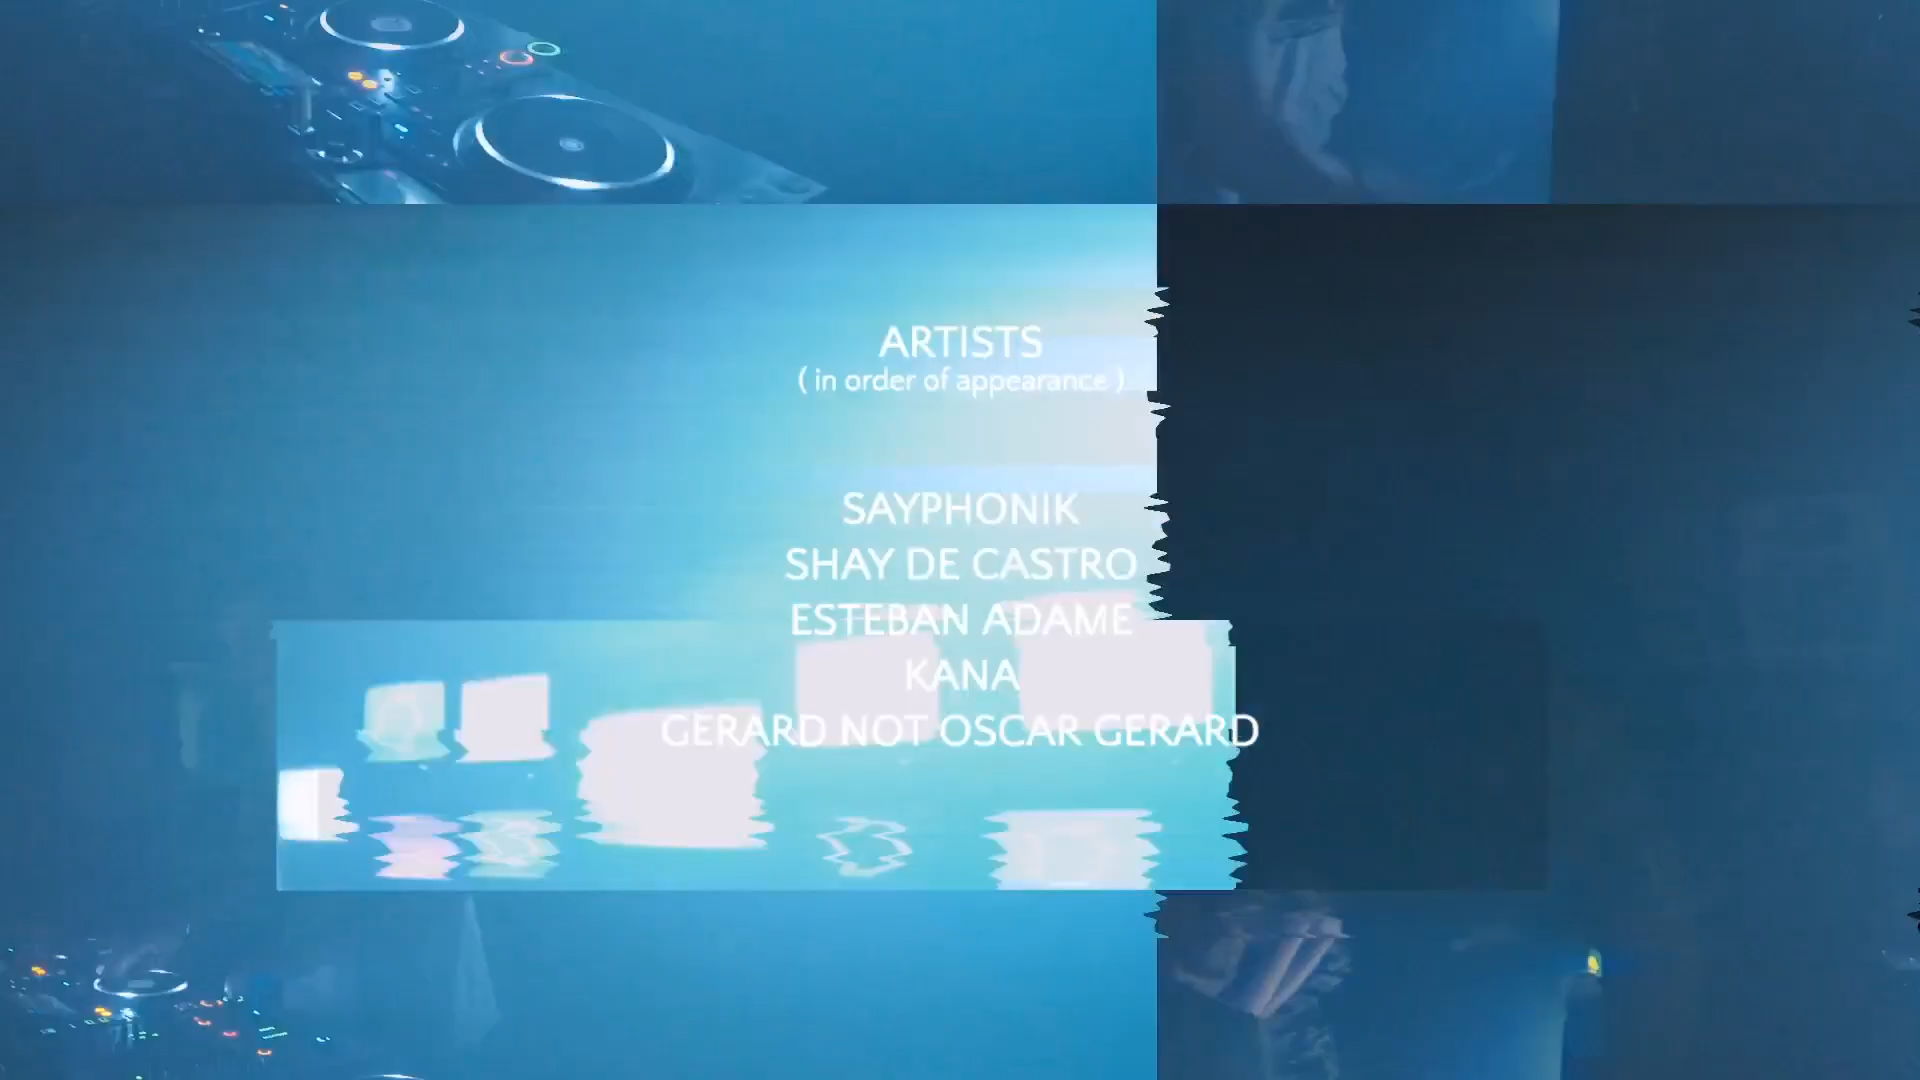 ARTISTS
( in order of appearance )
SAYPHONIK
SHAY DE CASTRO
ESTEBAN ADAME
KANA
GERARD NOT OSCAR GERARD